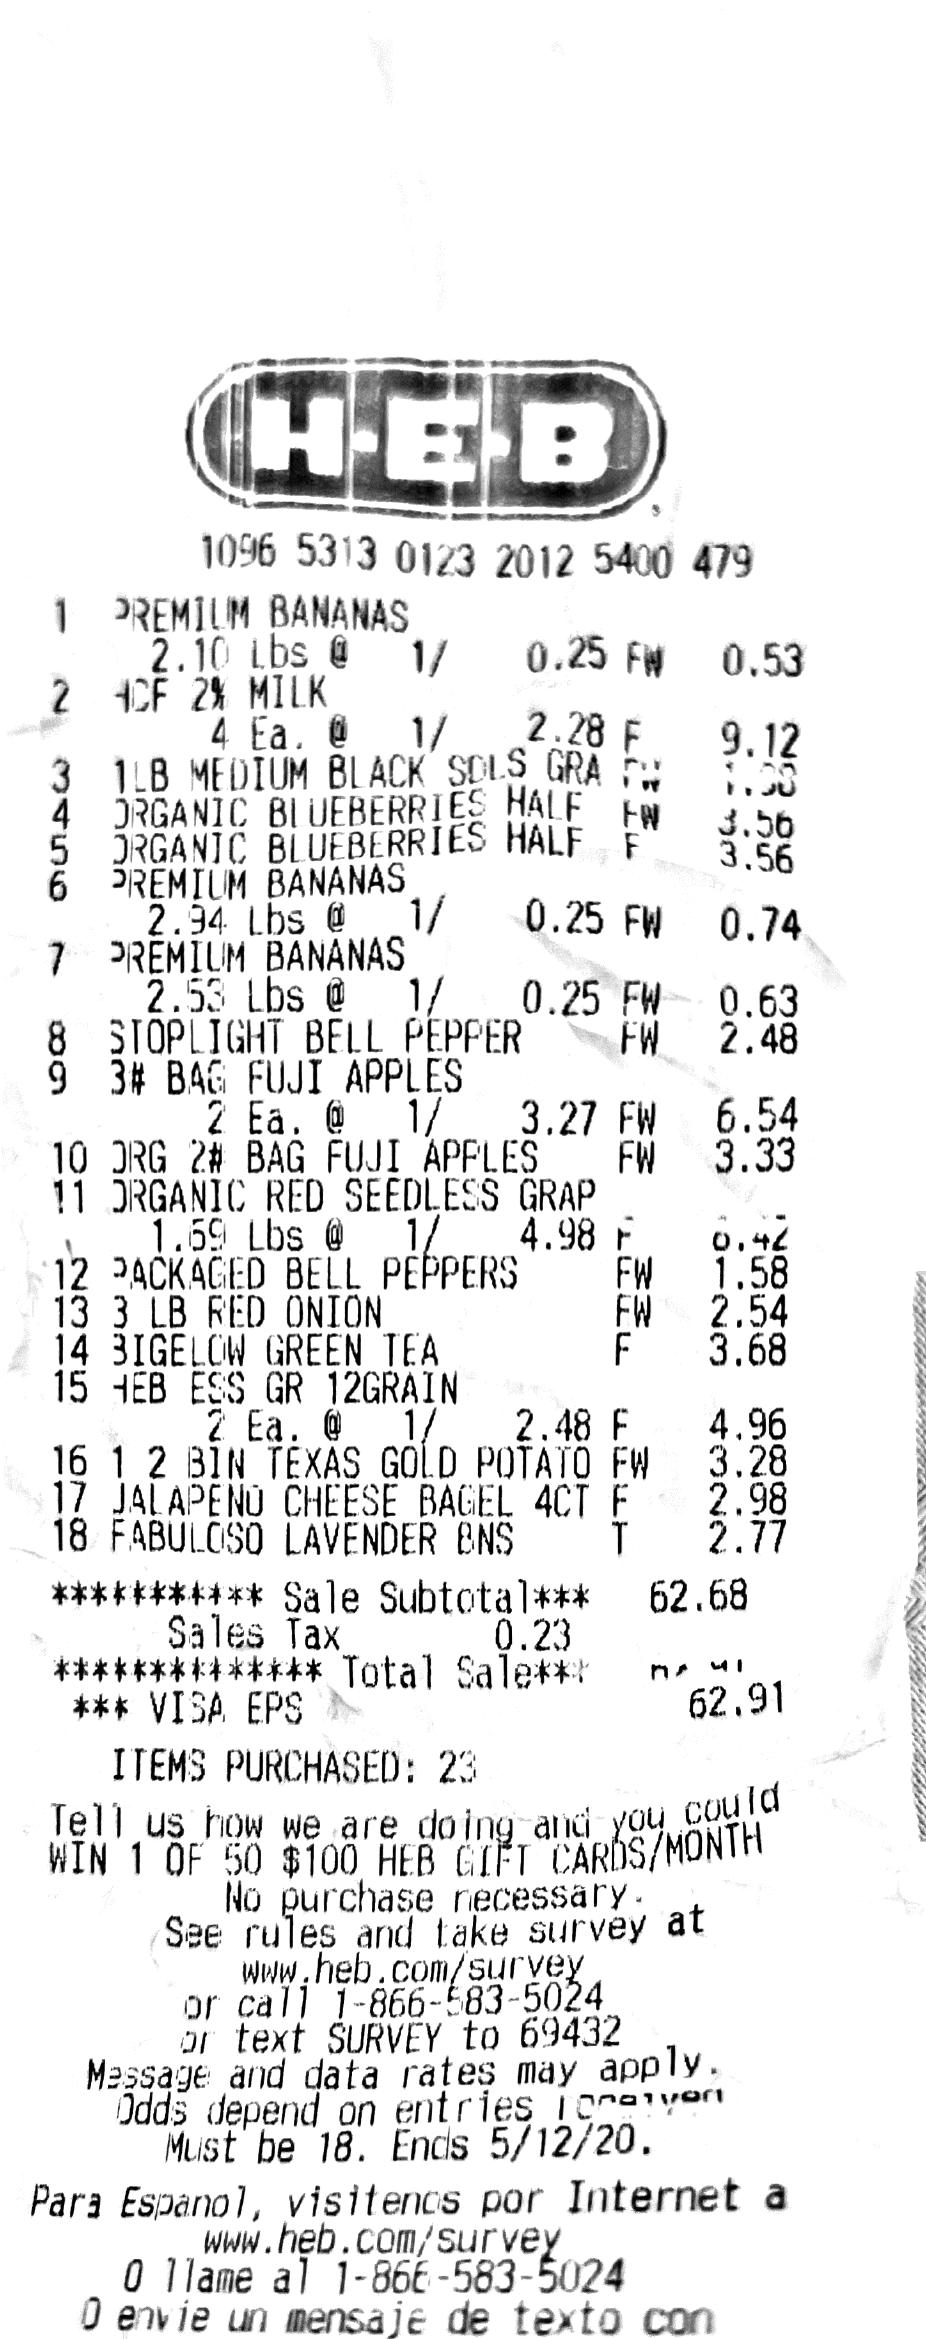 H-E-B
1096 5313 0123 2012 5400 479
1 PREMIUM BANANAS
2.10 Lbs @ 1/ 0.25 FW 0.53
2 HCF 2% MILK
4 Ea. @ 1/ 2.28 F 9.12
3 1LB MEDIUM BLACK SDLS GRA FW
4 ORGANIC BLUEBERRIES HALF FW 3.56
5 ORGANIC BLUEBERRIES HALF F 3.56
6 PREMIUM BANANAS
2.94 Lbs @ 1/ 0.25 FW 0.74
7 PREMIUM BANANAS
2.53 Lbs @ 1/ 0.25 FW 0.63
8 STOPLIGHT BELL PEPPER FW 2.48
9 3# BAG FUJI APPLES
2 Ea. @ 1/ 3.27 FW 6.54
10 ORG 2# BAG FUJI APPLES FW 3.33
11 ORGANIC RED SEEDLESS GRAP
1.69 Lbs @ 1/ 4.98 F 8.42
12 PACKAGED BELL PEPPERS FW 1.58
13 3 LB RED ONION FW 2.54
14 BIGELOW GREEN TEA F 3.68
15 HEB ESS GR 12GRAIN
2 Ea. @ 1/ 2.48 F 4.96
16 1 2 BIN TEXAS GOLD POTATO FW 3.28
17 JALAPENO CHEESE BAGEL 4CT F 2.98
18 FABULOSO LAVENDER BNS T 2.77
*********** Sale Subtotal*** 62.68
Sales Tax 0.23
************** Total Sale***
*** VISA EPS 62.91
ITEMS PURCHASED: 23
Tell us how we are doing and you could
WIN 1 OF 50 $100 HEB GIFT CARDS/MONTH
No purchase necessary.
See rules and take survey at
www.heb.com/survey
or call 1-866-583-5024
or text SURVEY to 69432
Message and data rates may apply.
Odds depend on entries received
Must be 18. Ends 5/12/20.
Para Espanol, visitenos por Internet a
www.heb.com/survey
O llame al 1-866-583-5024
O envie un mensaje de texto con